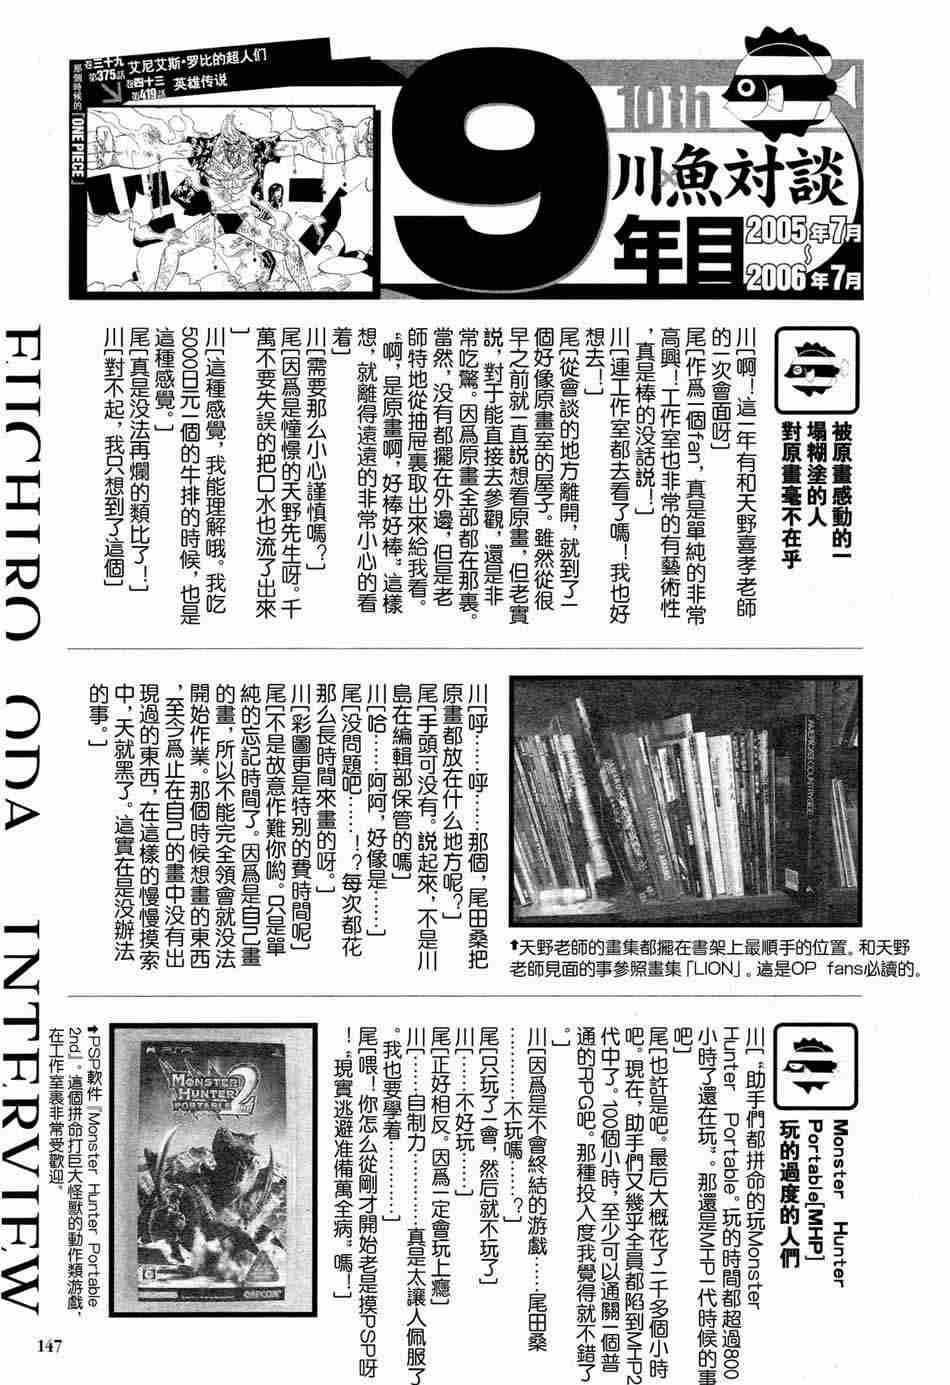 卷三十九
第375話
艾尼艾斯·罗比的超人们
卷四十三
第419話
英雄传说
那個時候的『ONE PIECE』
9
年目
10th
川×魚対談
2005年7月
～
2006年7月
被原畫感動的一
塌糊塗的人
對原畫毫不在乎
川[啊！這一年有和天野喜孝老師
的一次會面呀]
尾[作爲一個fan，真是單純的非常
高興！工作室也非常的有藝術性
，真是棒的没話説！]
川[連工作室都去看了嗎！我也好
想去！]
尾[從會談的地方離開，就到了一
個好像原畫室的屋子。雖然從很
早之前就一直説想看原畫，但老實
説，對于能直接去參觀，還是非
常吃驚。因爲原畫全部都在那裏。
當然，没有都擺在外邊，但是老
師特地從抽屉裏取出來給我看。
“啊，是原畫啊，好棒好棒”這樣
想，就離得遠遠的非常小心的看
着]
川[需要那么小心謹慎嗎？]
尾[因爲是憧憬的天野先生呀。千
萬不要失誤的把口水也流了出來
]
川[這種感覺，我能理解哦。我吃
5000日元一個的牛排的時候，也是
這種感覺。]
尾[真是没法再爛的類比了！]
川[對不起，我只想到了這個]
川[呼……呼……那個，尾田桑把
原畫都放在什么地方呢？]
尾[手頭可没有。説起來，不是川
島在編輯部保管的嗎]
川[哈……阿阿，好像是……]
尾[没問題吧……！？每次都花
那么長時間來畫的呀。]
川[彩圖更是特别的費時間呢]
尾[不是故意作難你喲。只是單
純的忘記時間了。因爲是自己畫
的畫，所以不能完全領會就没法
開始作業。那個時候想畫的東西
，至今爲止在自己的畫中没有出
現過的東西，在這樣的慢慢摸索
中，天就黑了。這實在是没辦法
的事。]
⬆天野老師的畫集都擺在書架上最順手的位置。和天野
老師見面的事參照畫集「LION」。這是OP fans必讀的。
Monster Hunter
Portable[MHP]
玩的過度的人們
川[“助手們都拼命的玩Monster
Hunter Portable。玩的時間都超過800
小時了還在玩”。那還是MHP一代時候的事
吧]
尾[也許是吧。最后大概花了二千多個小時
吧。現在，助手們又幾乎全員都陷到MHP2
代中了。100個小時，至少可以通關一個普
通的RPG吧。那種投入度我覺得就不錯了
。]
川[因爲是不會終結的游戲……尾田桑
………不玩嗎……？]
尾[只玩了一會，然后就不玩了]
川[……不好玩……]
尾[正好相反。因爲一定會玩上癮]
川[……自制力………真是太讓人佩服了
。我也要學着………]
尾[喂！你怎么從剛才開始老是摸PSP呀
！“現實逃避准備萬全病”嗎！]
MONSTER
HUNTER
PORTABLE
2nd
CAPCOM
⬆PSP軟件『Monster Hunter Portable
2nd』。這個拼命打巨大怪獸的動作類游戲，
在工作室裏非常受歡迎。
EIICHIRO ODA INTERVIEW
147